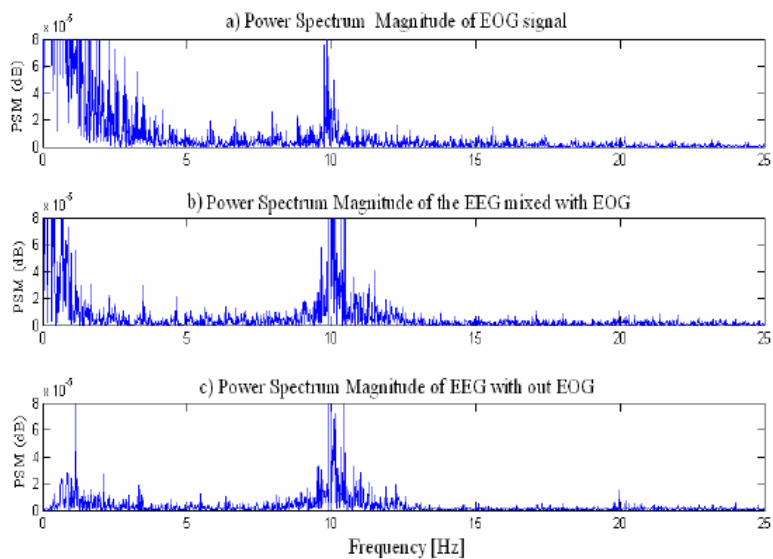 a) Power Spectrum Magnitude of EOG signal
x 10⁻⁵
PSM (dB)
8
6
4
2
0
0 5 10 15 20 25
b) Power Spectrum Magnitude of the EEG mixed with EOG
x 10⁻⁵
PSM (dB)
8
6
4
2
0
0 5 10 15 20 25
c) Power Spectrum Magnitude of EEG with out EOG
x 10⁻⁵
PSM (dB)
8
6
4
2
0
0 5 10 15 20 25
Frequency [Hz]